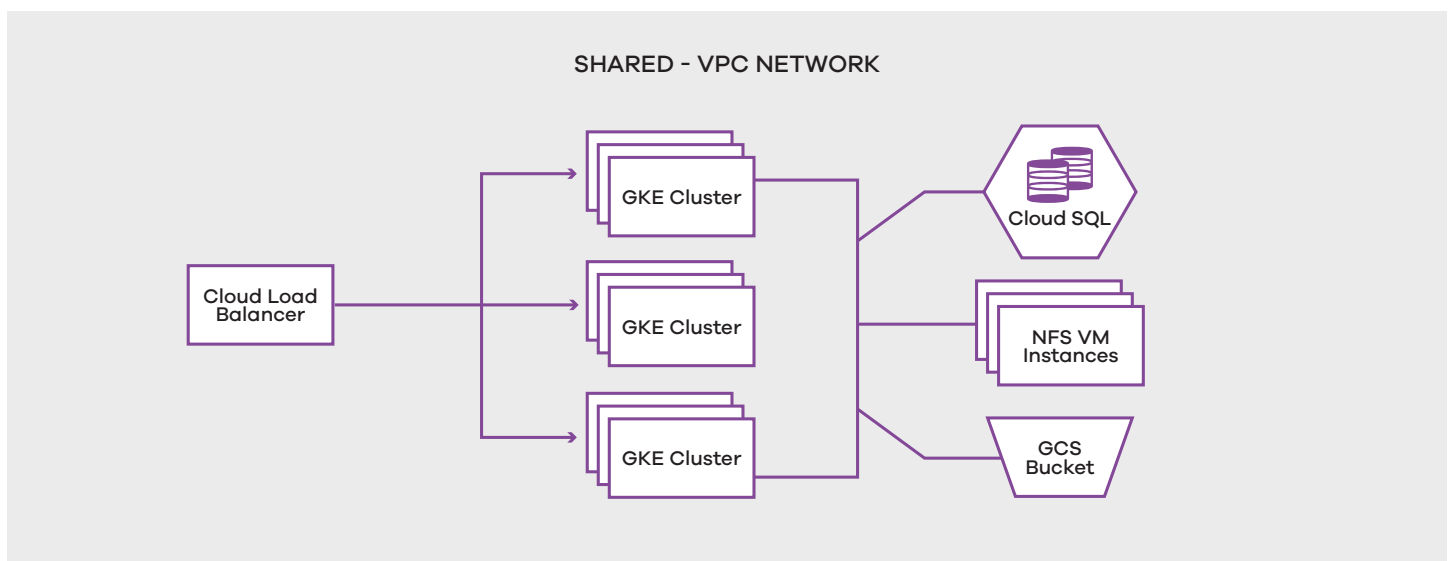 SHARED - VPC NETWORK
Cloud Load
Balancer
GKE Cluster
GKE Cluster
GKE Cluster
Cloud SQL
NFS VM
Instances
GCS
Bucket